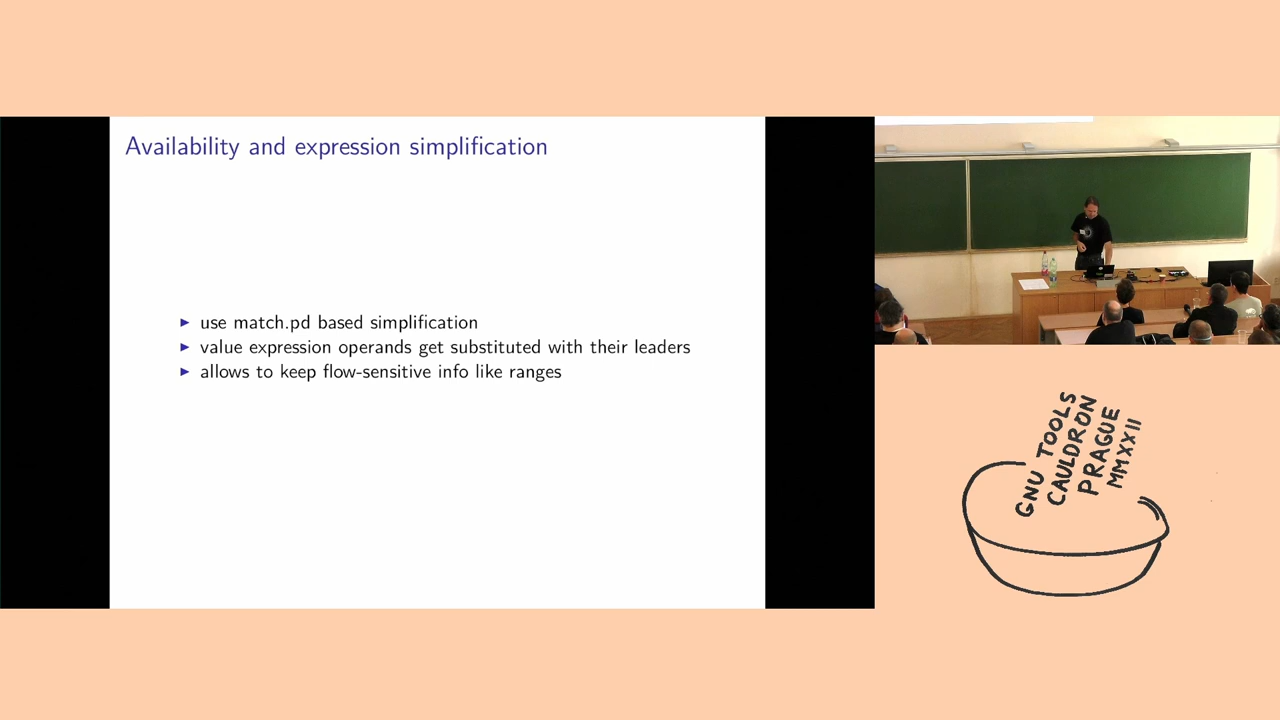 Availability and expression simplification
▶ use match.pd based simplification
▶ value expression operands get substituted with their leaders
▶ allows to keep flow-sensitive info like ranges
GNU TOOLS
CAULDRON
PRAGUE
MMXXII